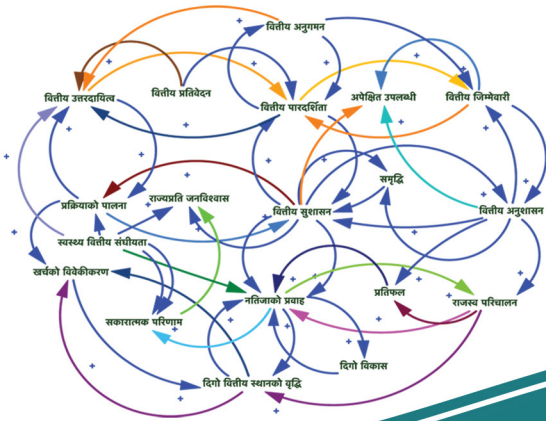 वित्तीय अनुगमन
वित्तीय उत्तरदायित्व
वित्तीय प्रतिवेदन
वित्तीय पारदर्शिता
अपेक्षित उपलब्धी
वित्तीय जिम्मेवारी
समृद्धि
प्रक्रियाको पालना
राज्यप्रति जनविश्वास
वित्तीय सुशासन
वित्तीय अनुशासन
स्वस्थ्य वित्तीय संघीयता
खर्चको विवेकीकरण
नतिजाको प्रवाह
प्रतिफल
राजस्व परिचालन
सकारात्मक परिणाम
दिगो विकास
दिगो वित्तीय स्थानको वृद्धि